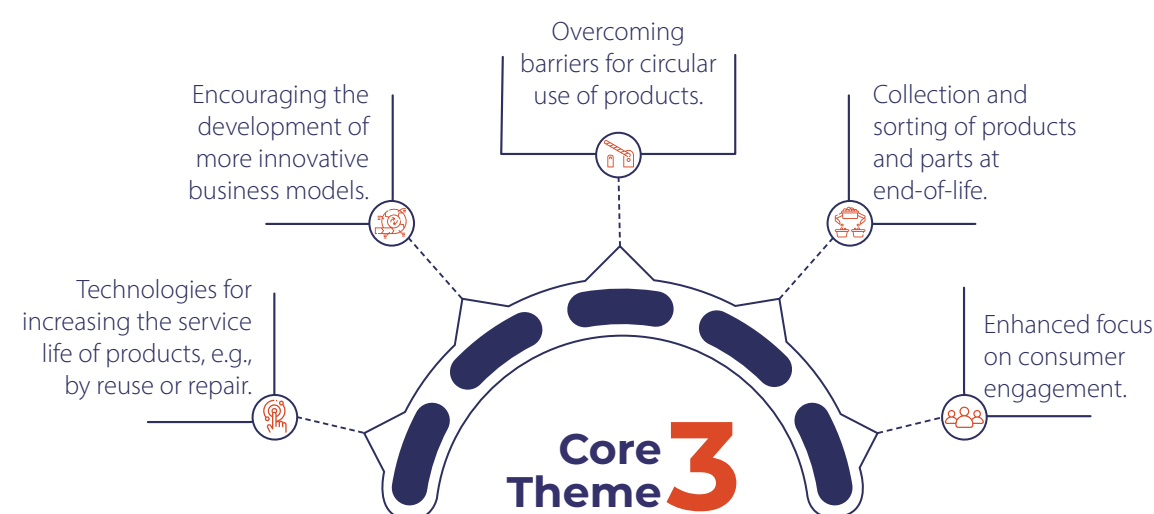 Overcoming
barriers for circular
use of products.
Encouraging the
development of
more innovative
business models.
Collection and
sorting of products
and parts at
end-of-life.
Technologies for
increasing the service
life of products, e.g.,
by reuse or repair.
Enhanced focus
on consumer
engagement.
Core
Theme 3